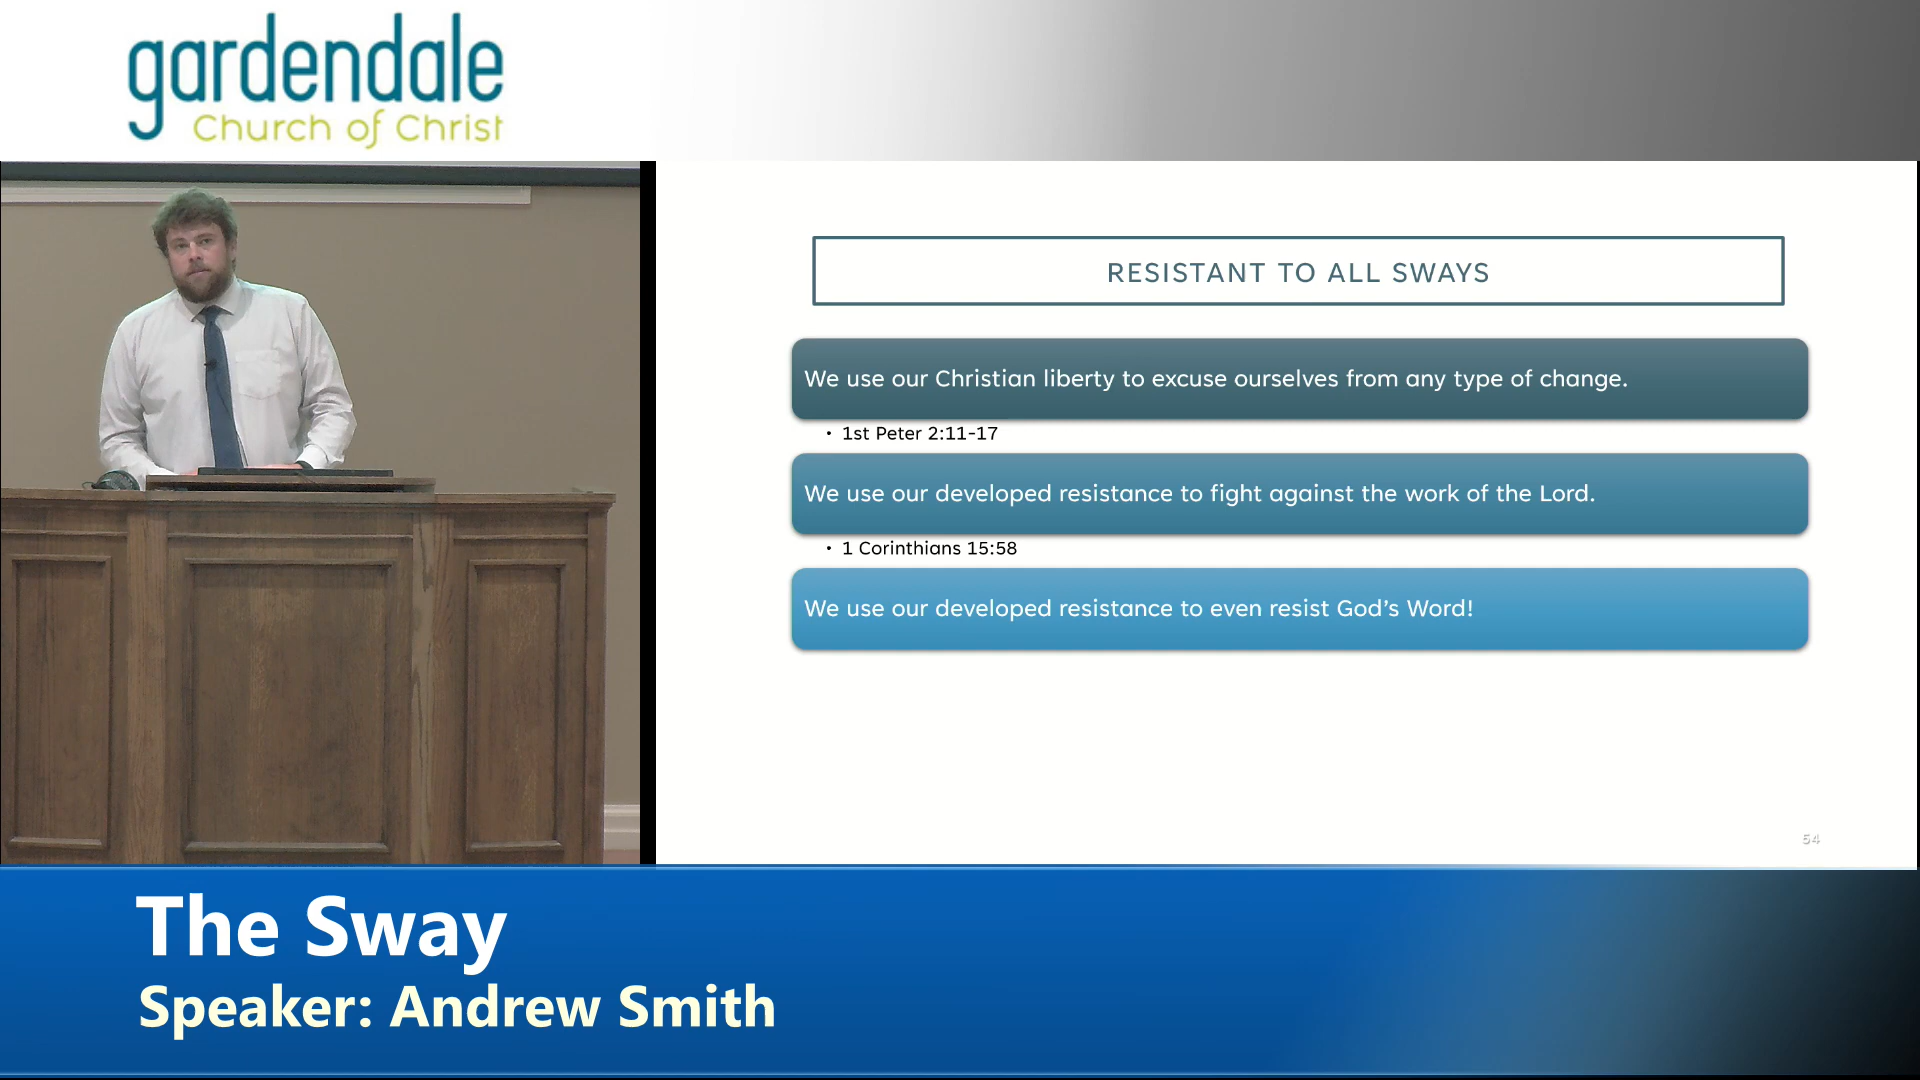 gardendale
Church of Christ
RESISTANT TO ALL SWAYS
We use our Christian liberty to excuse ourselves from any type of change.
• 1st Peter 2:11-17
We use our developed resistance to fight against the work of the Lord.
• 1 Corinthians 15:58
We use our developed resistance to even resist God’s Word!
54
The Sway
Speaker: Andrew Smith